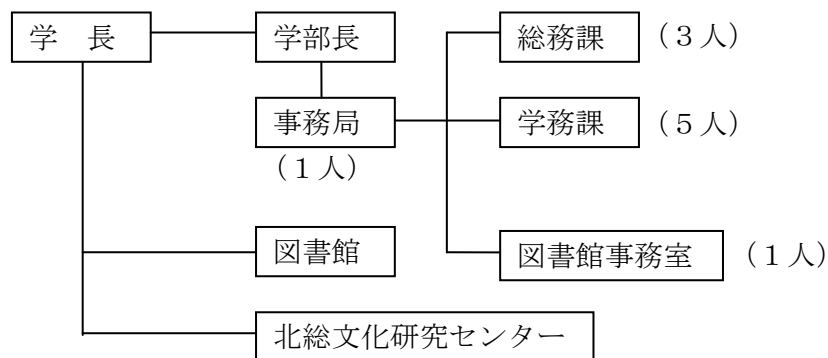 学　長
学部長
総務課
（３人）
事務局
（１人）
学務課
（５人）
図書館
図書館事務室
（１人）
北総文化研究センター